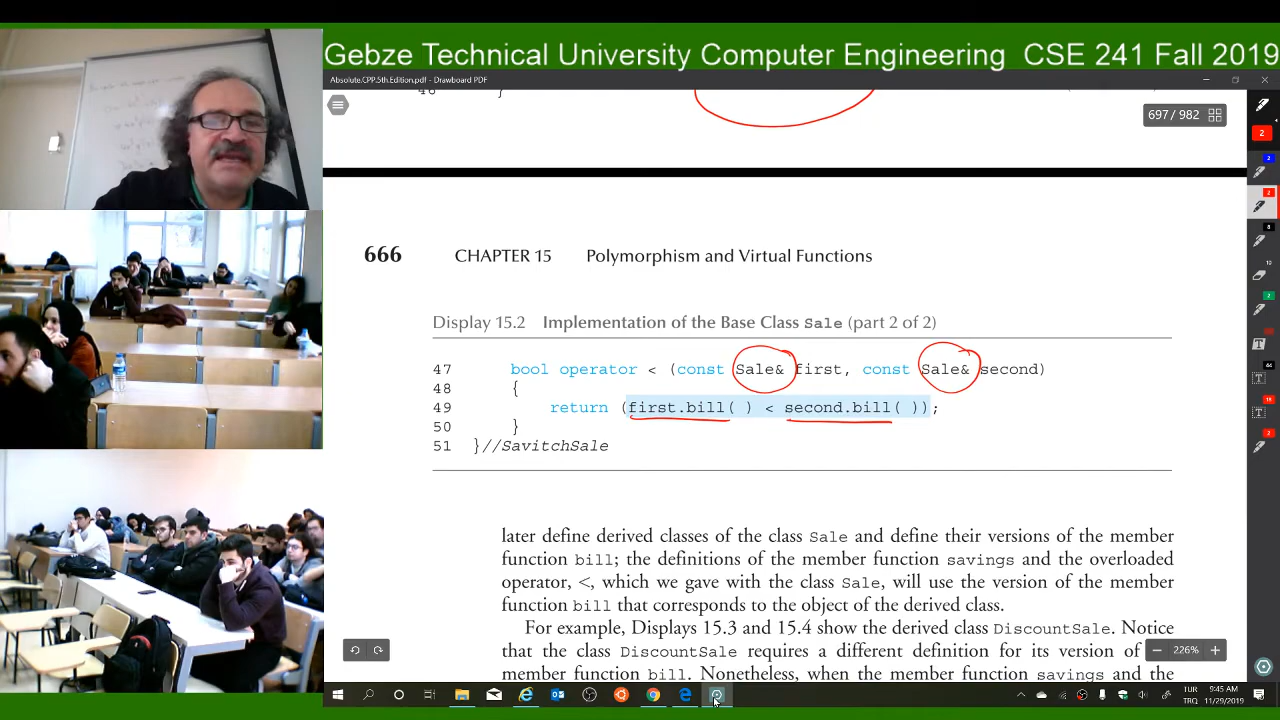 Gebze Technical University Computer Engineering CSE 241 Fall 2019
Absolute.CPP.5th.Edition.pdf - Drawboard PDF
46 }
697 / 982
666 CHAPTER 15 Polymorphism and Virtual Functions
Display 15.2 Implementation of the Base Class Sale (part 2 of 2)
47 bool operator < (const Sale& first, const Sale& second)
48 {
49 return (first.bill( ) < second.bill( ));
50 }
51 }//SavitchSale
later define derived classes of the class Sale and define their versions of the member
function bill; the definitions of the member function savings and the overloaded
operator, <, which we gave with the class Sale, will use the version of the member
function bill that corresponds to the object of the derived class.
For example, Displays 15.3 and 15.4 show the derived class DiscountSale. Notice
that the class DiscountSale requires a different definition for its version of
member function bill. Nonetheless, when the member function savings and the
226%
TUR 9:45 AM
TRQ 11/29/2019